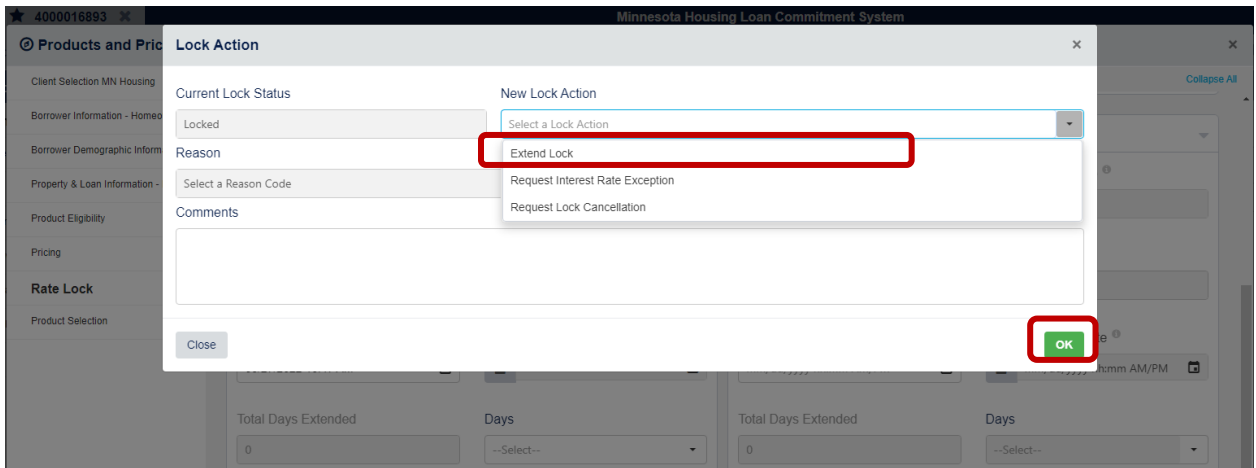 4000016893
Minnesota Housing Loan Commitment System
Products and Pric
Lock Action
Collapse All
Client Selection MN Housing
Borrower Information - Homeo
Borrower Demographic Inform
Property & Loan Information -
Product Eligibility
Pricing
Rate Lock
Product Selection
Current Lock Status
New Lock Action
Locked
Select a Lock Action
Reason
Extend Lock
Select a Reason Code
Request Interest Rate Exception
Comments
Request Lock Cancellation
Close
OK
AM/PM
Total Days Extended
Days
Total Days Extended
Days
0
--Select--
0
--Select--